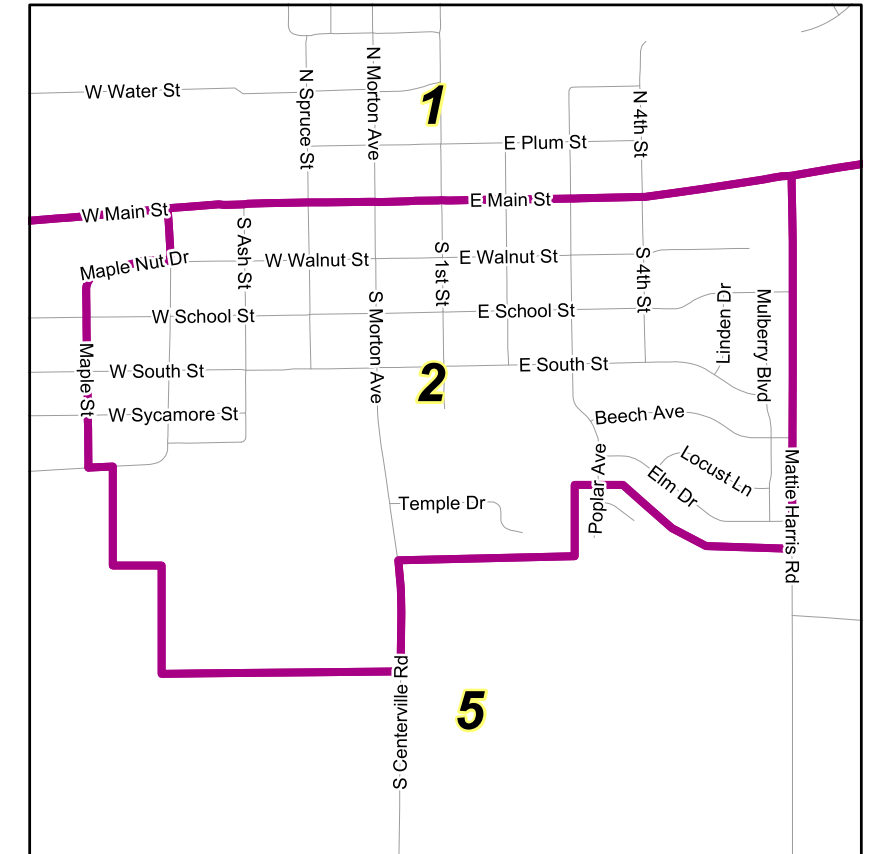 W Water St
N Spruce St
N Morton Ave
1
N 4th St
E Plum St
W Main St
E Main St
Maple Nut Dr
S Ash St
W Walnut St
S 1st St
E Walnut St
S 4th St
W School St
S Morton Ave
E School St
Linden Dr
Mulberry Blvd
Maple St
W South St
2
E South St
W Sycamore St
Beech Ave
Poplar Ave
Locust Ln
Elm Dr
Mattie Harris Rd
Temple Dr
S Centerville Rd
5